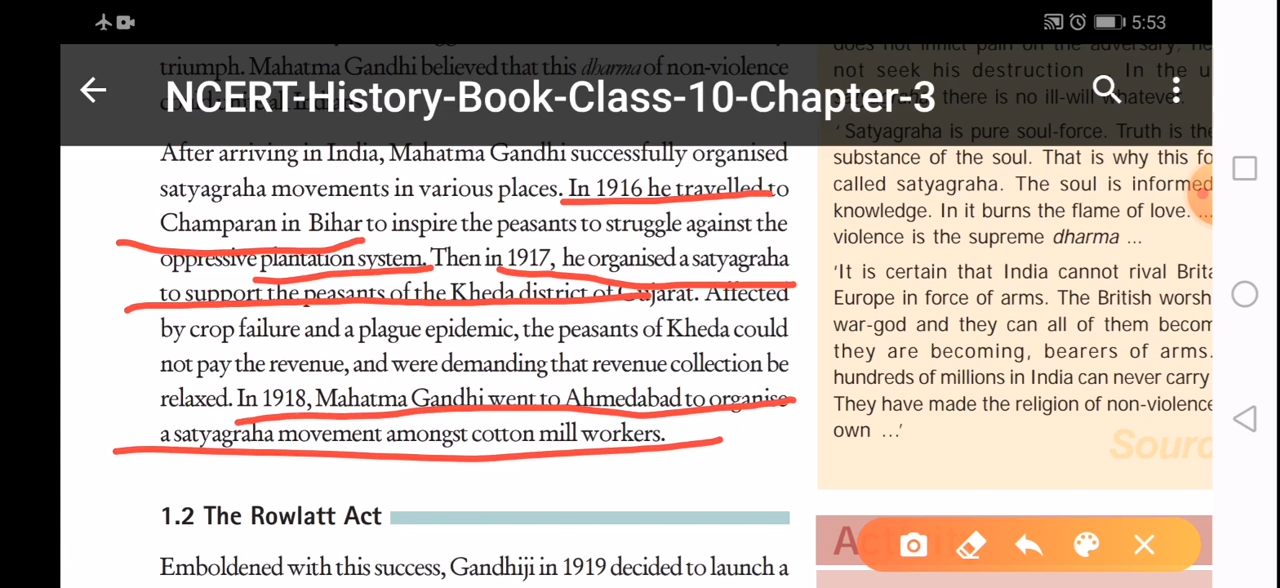 5:53
triumph. Mahatma Gandhi believed that this dharma of non-violence
NCERT-History-Book-Class-10-Chapter-3
After arriving in India, Mahatma Gandhi successfully organised
satyagraha movements in various places. In 1916 he travelled to
Champaran in Bihar to inspire the peasants to struggle against the
oppressive plantation system. Then in 1917, he organised a satyagraha
to support the peasants of the Kheda district of Gujarat. Affected
by crop failure and a plague epidemic, the peasants of Kheda could
not pay the revenue, and were demanding that revenue collection be
relaxed. In 1918, Mahatma Gandhi went to Ahmedabad to organise
a satyagraha movement amongst cotton mill workers.
1.2 The Rowlatt Act
Emboldened with this success, Gandhiji in 1919 decided to launch a
does not inflict pain on the adversary,
not seek his destruction In the
there is no ill-will whatever.
'Satyagraha is pure soul-force. Truth is the
substance of the soul. That is why this fo
called satyagraha. The soul is informed
knowledge. In it burns the flame of love. ...
violence is the supreme dharma ...
'It is certain that India cannot rival Brita
Europe in force of arms. The British worsh
war-god and they can all of them becom
they are becoming, bearers of arms.
hundreds of millions in India can never carry
They have made the religion of non-violence
own ...'
Sourc